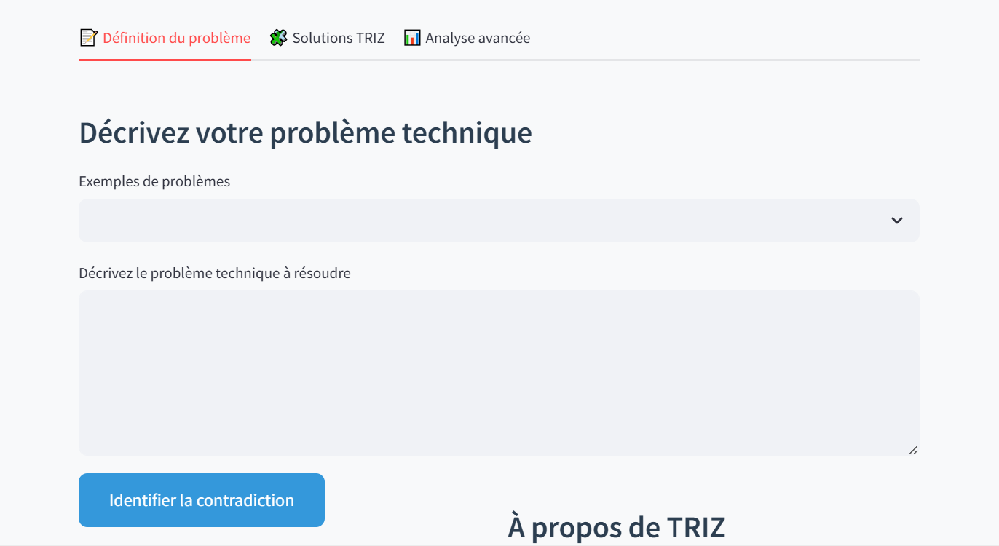 Définition du problème Solutions TRIZ Analyse avancée
Décrivez votre problème technique
Exemples de problèmes
Décrivez le problème technique à résoudre
Identifier la contradiction
À propos de TRIZ